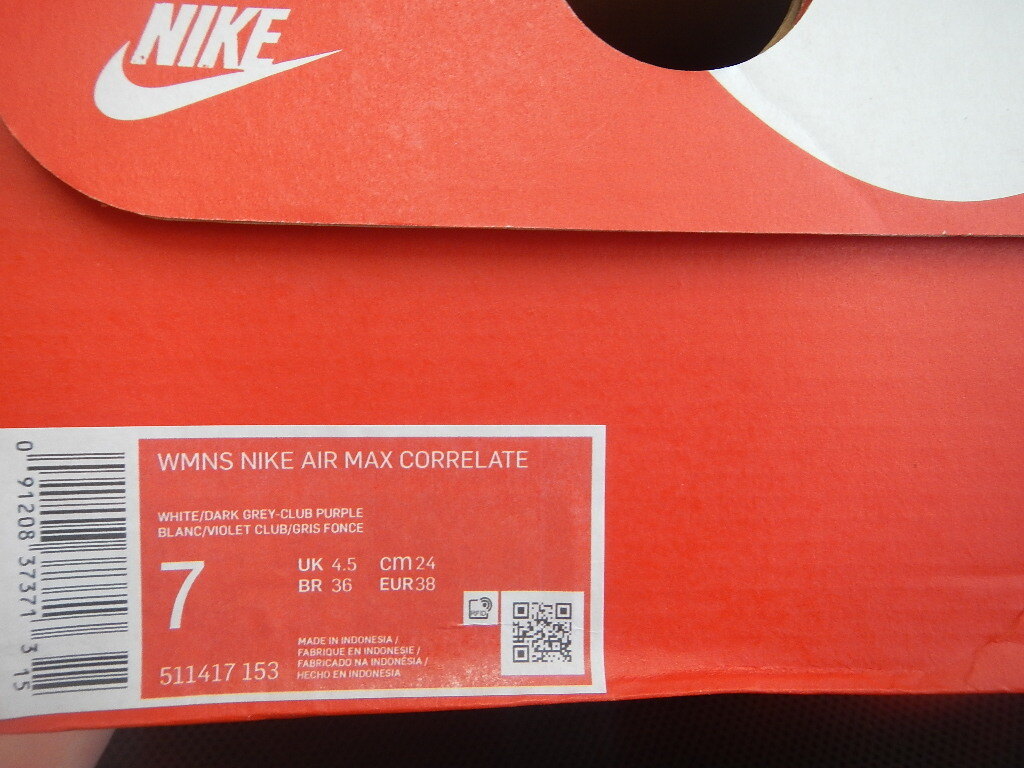 NIKE
WMNS NIKE AIR MAX CORRELATE
WHITE/DARK GREY-CLUB PURPLE
BLANC/VIOLET CLUB/GRIS FONCE
7
UK 4.5 cm 24
BR 36 EUR 38
RFID
MADE IN INDONESIA /
FABRIQUE EN INDONESIE /
FABRICADO NA INDONÉSIA /
HECHO EN INDONESIA
511417 153
0 91208 37371 3 15